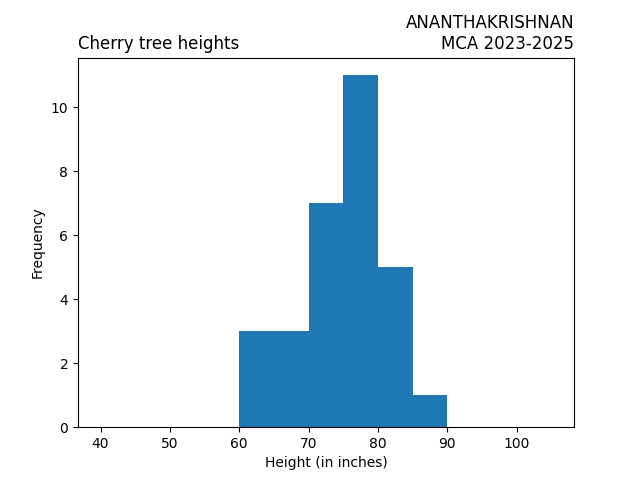 ANANTHAKRISHNAN
Cherry tree heights
MCA 2023-2025
10
8
6
4
2
0
Frequency
40 50 60 70 80 90 100
Height (in inches)